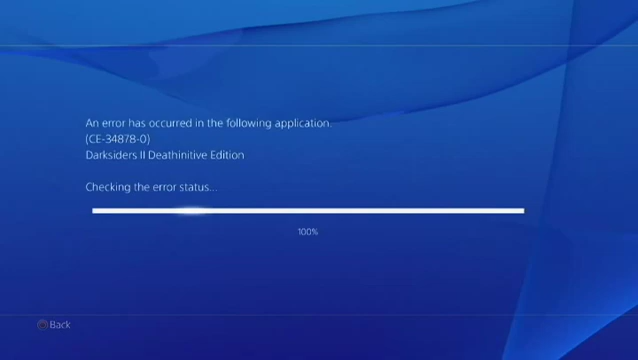 An error has occurred in the following application.
(CE-34878-0)
Darksiders II Deathinitive Edition
Checking the error status...
100%
Back